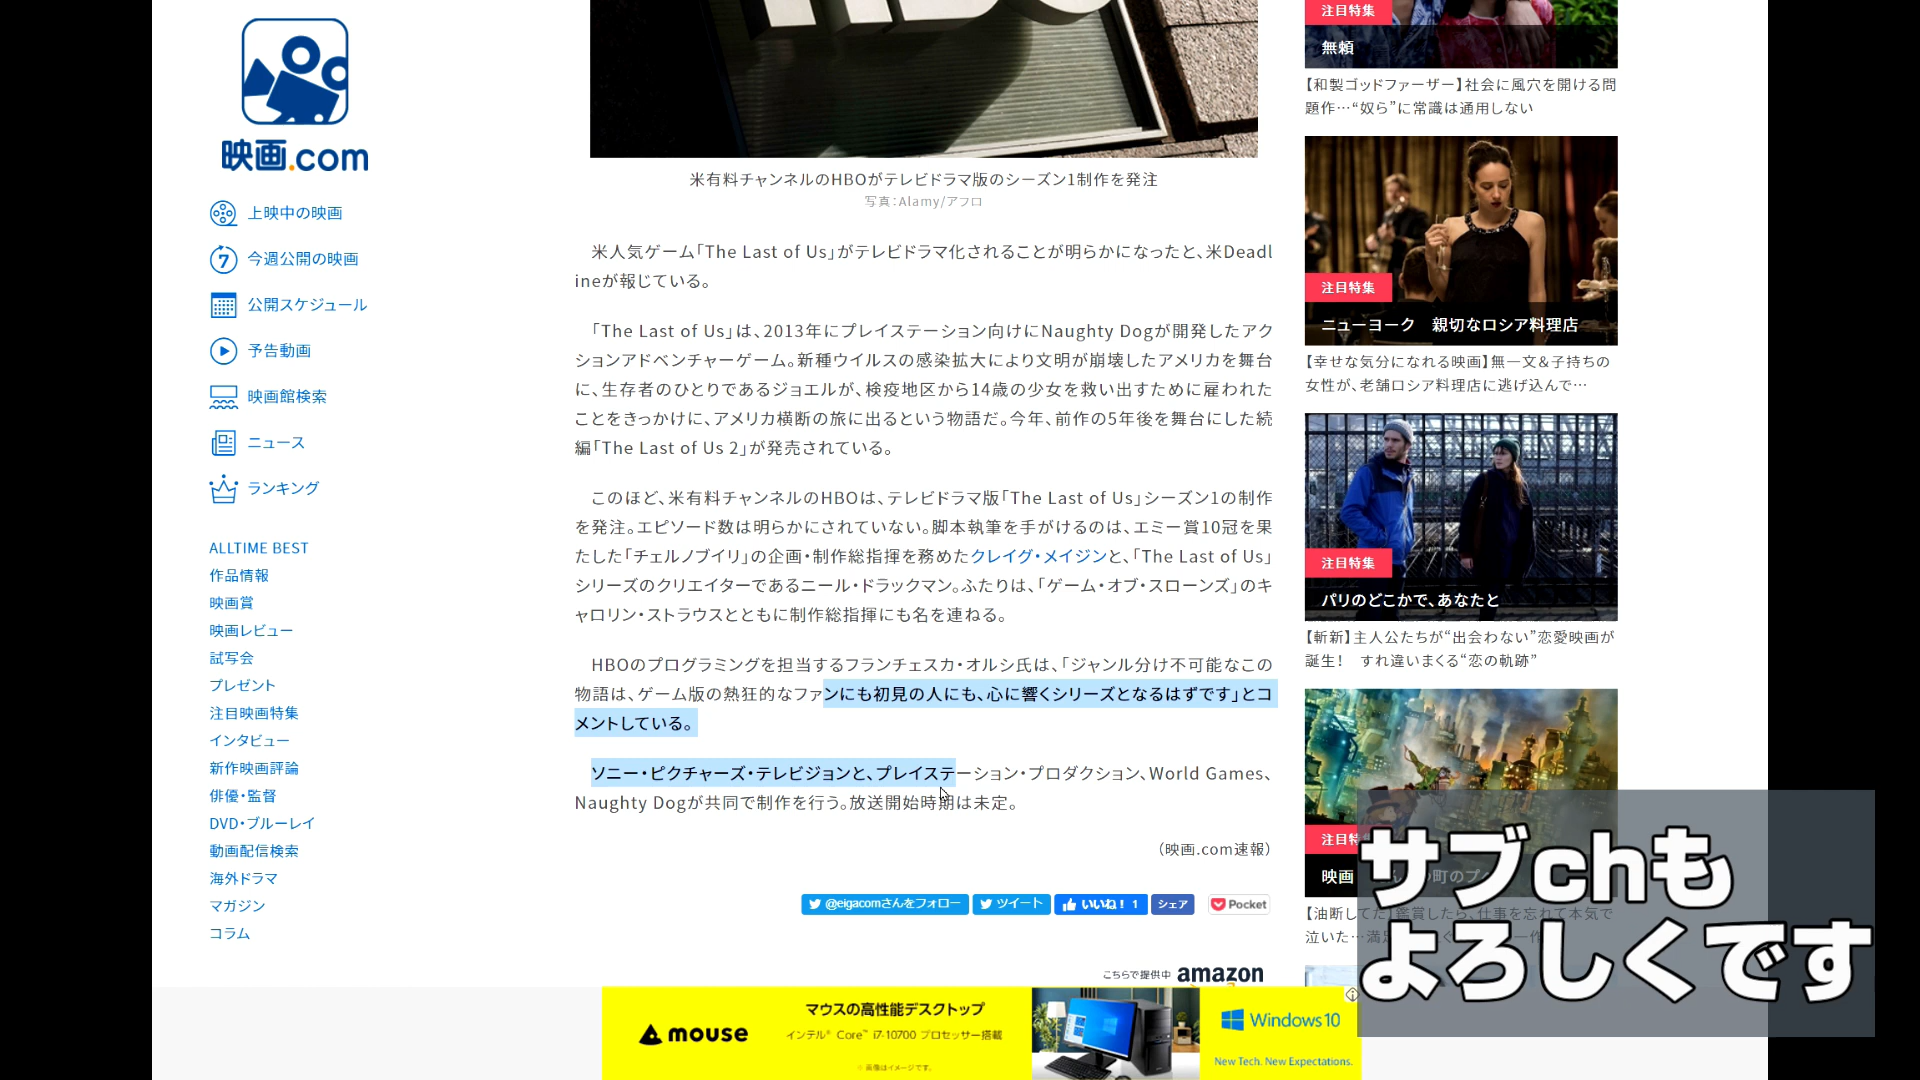 映画.com
上映中の映画
7
今週公開の映画
公開スケジュール
予告動画
映画館検索
ニュース
ランキング
ALLTIME BEST
作品情報
映画賞
映画レビュー
試写会
プレゼント
注目映画特集
インタビュー
新作映画評論
俳優・監督
DVD・ブルーレイ
動画配信検索
海外ドラマ
マガジン
コラム
米有料チャンネルのHBOがテレビドラマ版のシーズン1制作を発注
写真：Alamy/アフロ
米人気ゲーム「The Last of Us」がテレビドラマ化されることが明らかになったと、米Deadl
ineが報じている。
「The Last of Us」は、2013年にプレイステーション向けにNaughty Dogが開発したアク
ションアドベンチャーゲーム。新種ウイルスの感染拡大により文明が崩壊したアメリカを舞台
に、生存者のひとりであるジョエルが、検疫地区から14歳の少女を救い出すために雇われた
ことをきっかけに、アメリカ横断の旅に出るという物語だ。今年、前作の5年後を舞台にした続
編「The Last of Us 2」が発売されている。
このほど、米有料チャンネルのHBOは、テレビドラマ版「The Last of Us」シーズン1の制作
を発注。エピソード数は明らかにされていない。脚本執筆を手がけるのは、エミー賞10冠を果
たした「チェルノブイリ」の企画・制作総指揮を務めたクレイグ・メイジンと、「The Last of Us」
シリーズのクリエイターであるニール・ドラックマン。ふたりは、「ゲーム・オブ・スローンズ」のキ
ャロリン・ストラウスとともに制作総指揮にも名を連ねる。
HBOのプログラミングを担当するフランチェスカ・オルシ氏は、「ジャンル分け不可能なこの
物語は、ゲーム版の熱狂的なファンにも初見の人にも、心に響くシリーズとなるはずです」とコ
メントしている。
ソニー・ピクチャーズ・テレビジョンと、プレイステーション・プロダクション、World Games、
Naughty Dogが共同で制作を行う。放送開始時期は未定。
（映画.com速報）
@eigacomさんをフォロー ツイート いいね！ 1 シェア Pocket
こちらで提供中 amazon
マウスの高性能デスクトップ
mouse
インテル® Core™ i7-10700 プロセッサー搭載
※ 画像はイメージです。
Windows10
New Tech. New Expectations.
注目特集
無頼
【和製ゴッドファーザー】社会に風穴を開ける問
題作…“奴ら”に常識は通用しない
注目特集
ニューヨーク 親切なロシア料理店
【幸せな気分になれる映画】無一文＆子持ちの
女性が、老舗ロシア料理店に逃げ込んで…
注目特集
パリのどこかで、あなたと
【斬新】主人公たちが“出会わない”恋愛映画が
誕生！ すれ違いまくる“恋の軌跡”
注目特
映画 町のプ
【油断してた】鑑賞したら、仕事を忘れて本気で
泣いた…
サブchも
よろしくです